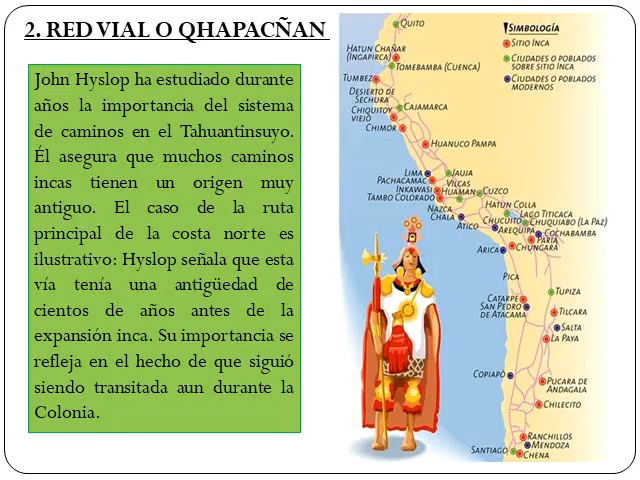 2. RED VIAL O QHAPACÑAN
John Hyslop ha estudiado durante
años la importancia del sistema
de caminos en el Tahuantinsuyo.
Él asegura que muchos caminos
incas tienen un origen muy
antiguo. El caso de la ruta
principal de la costa norte es
ilustrativo: Hyslop señala que esta
vía tenía una antigüedad de
cientos de años antes de la
expansión inca. Su importancia se
refleja en el hecho de que siguió
siendo transitada aun durante la
Colonia.
SIMBOLOGÍA
SITIO INCA
CIUDADES O POBLADOS
SOBRE SITIO INCA
CIUDADES O POBLADOS
MODERNOS
QUITO
HATUN CAÑAR
(INGAPIRCA)
TOMEBAMBA (CUENCA)
TUMBEZ
DESIERTO DE
SECHURA
CAJAMARCA
CHIQUITOY
VIEJO
CHIMOR
HUANUCO PAMPA
LIMA
JAUJA
PACHACAMAC
VILCAS
HUAMAN
INKAWASI
CUZCO
TAMBO COLORADO
HATUN COLLA
NAZCA
LAGO TITICACA
CHALA
CHUCUITO
CHUQUIABO (LA PAZ)
ATICO
AREQUIPA
COCHABAMBA
PARIA
ARICA
CHUNGARA
PICA
TUPIZA
CATARPE
SAN PEDRO
DE ATACAMA
TILCARA
SALTA
LA PAYA
COPIAPÓ
PUCARA DE
ANDAGALA
CHILECITO
RANCHILLOS
MENDOZA
SANTIAGO
CHENA